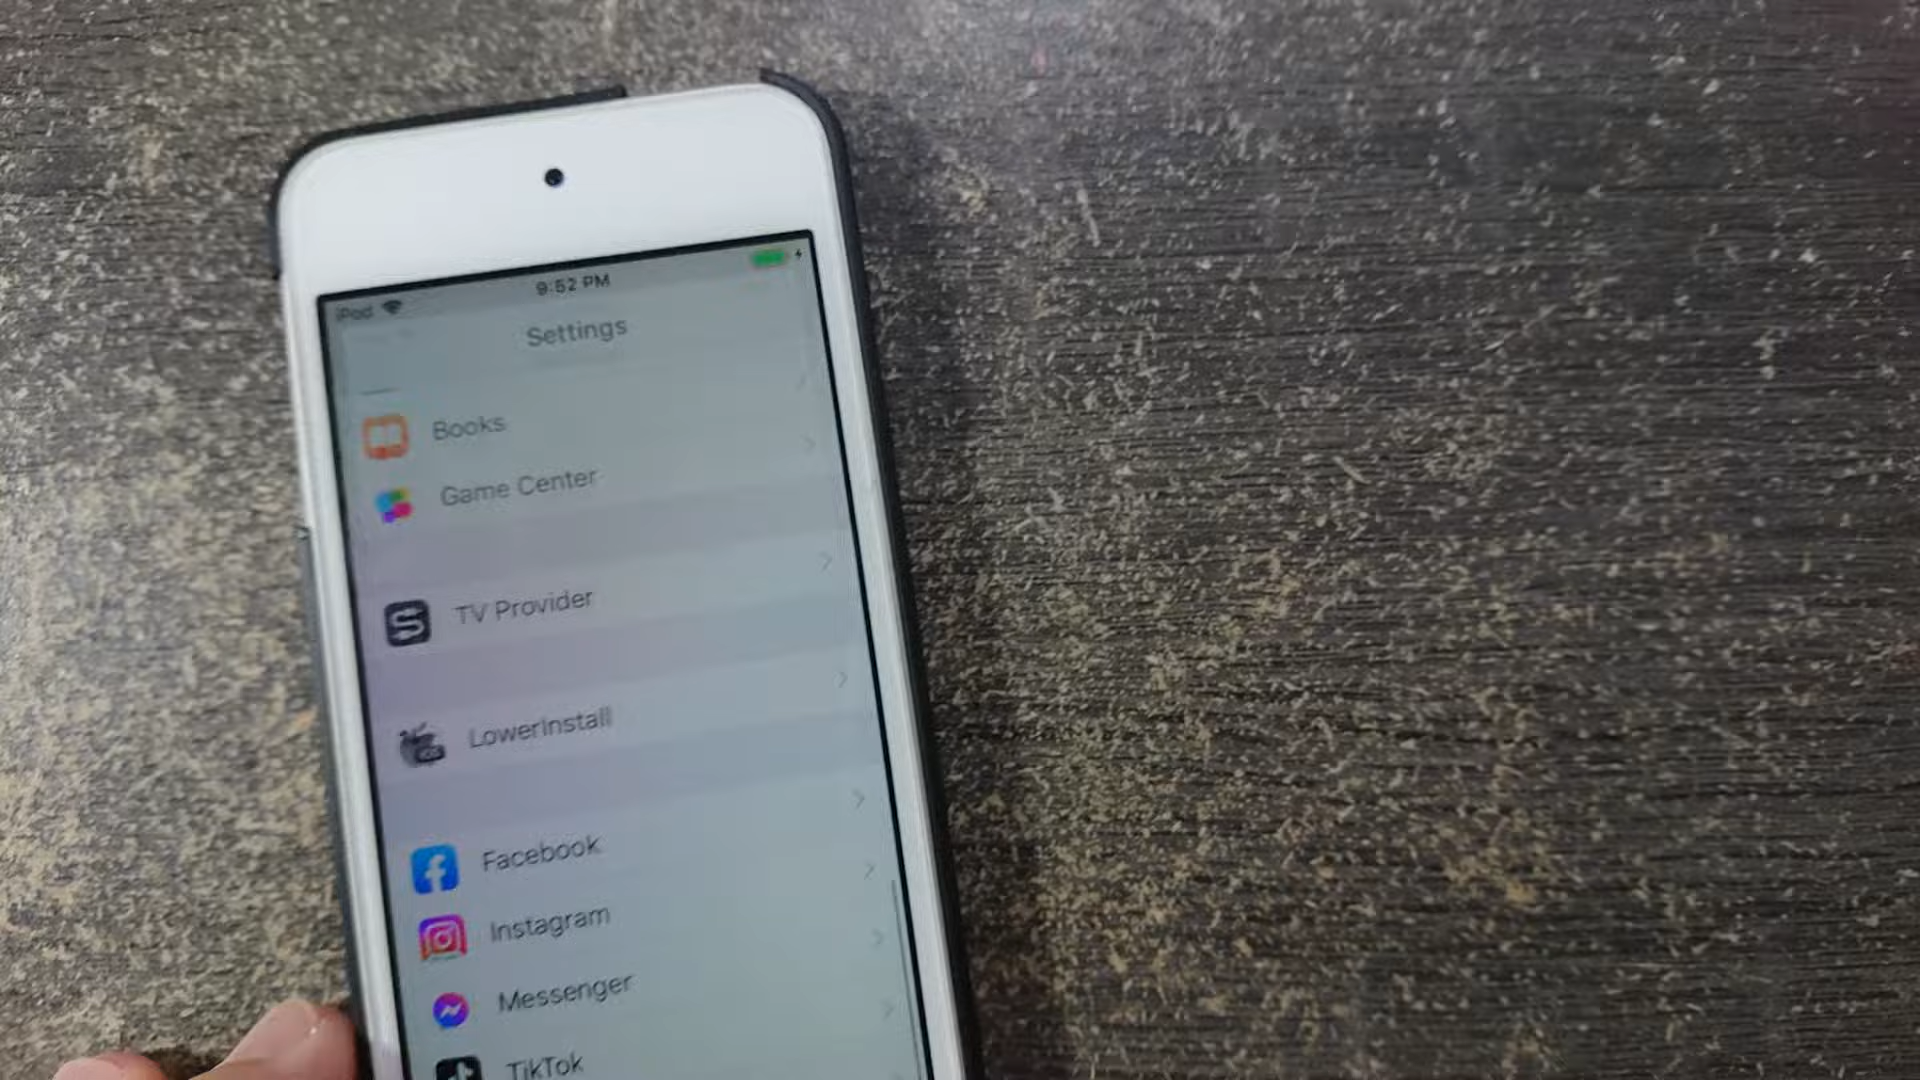 iPod
9:52 PM
Settings
Books
Game Center
TV Provider
LowerInstall
Facebook
Instagram
Messenger
TikTok